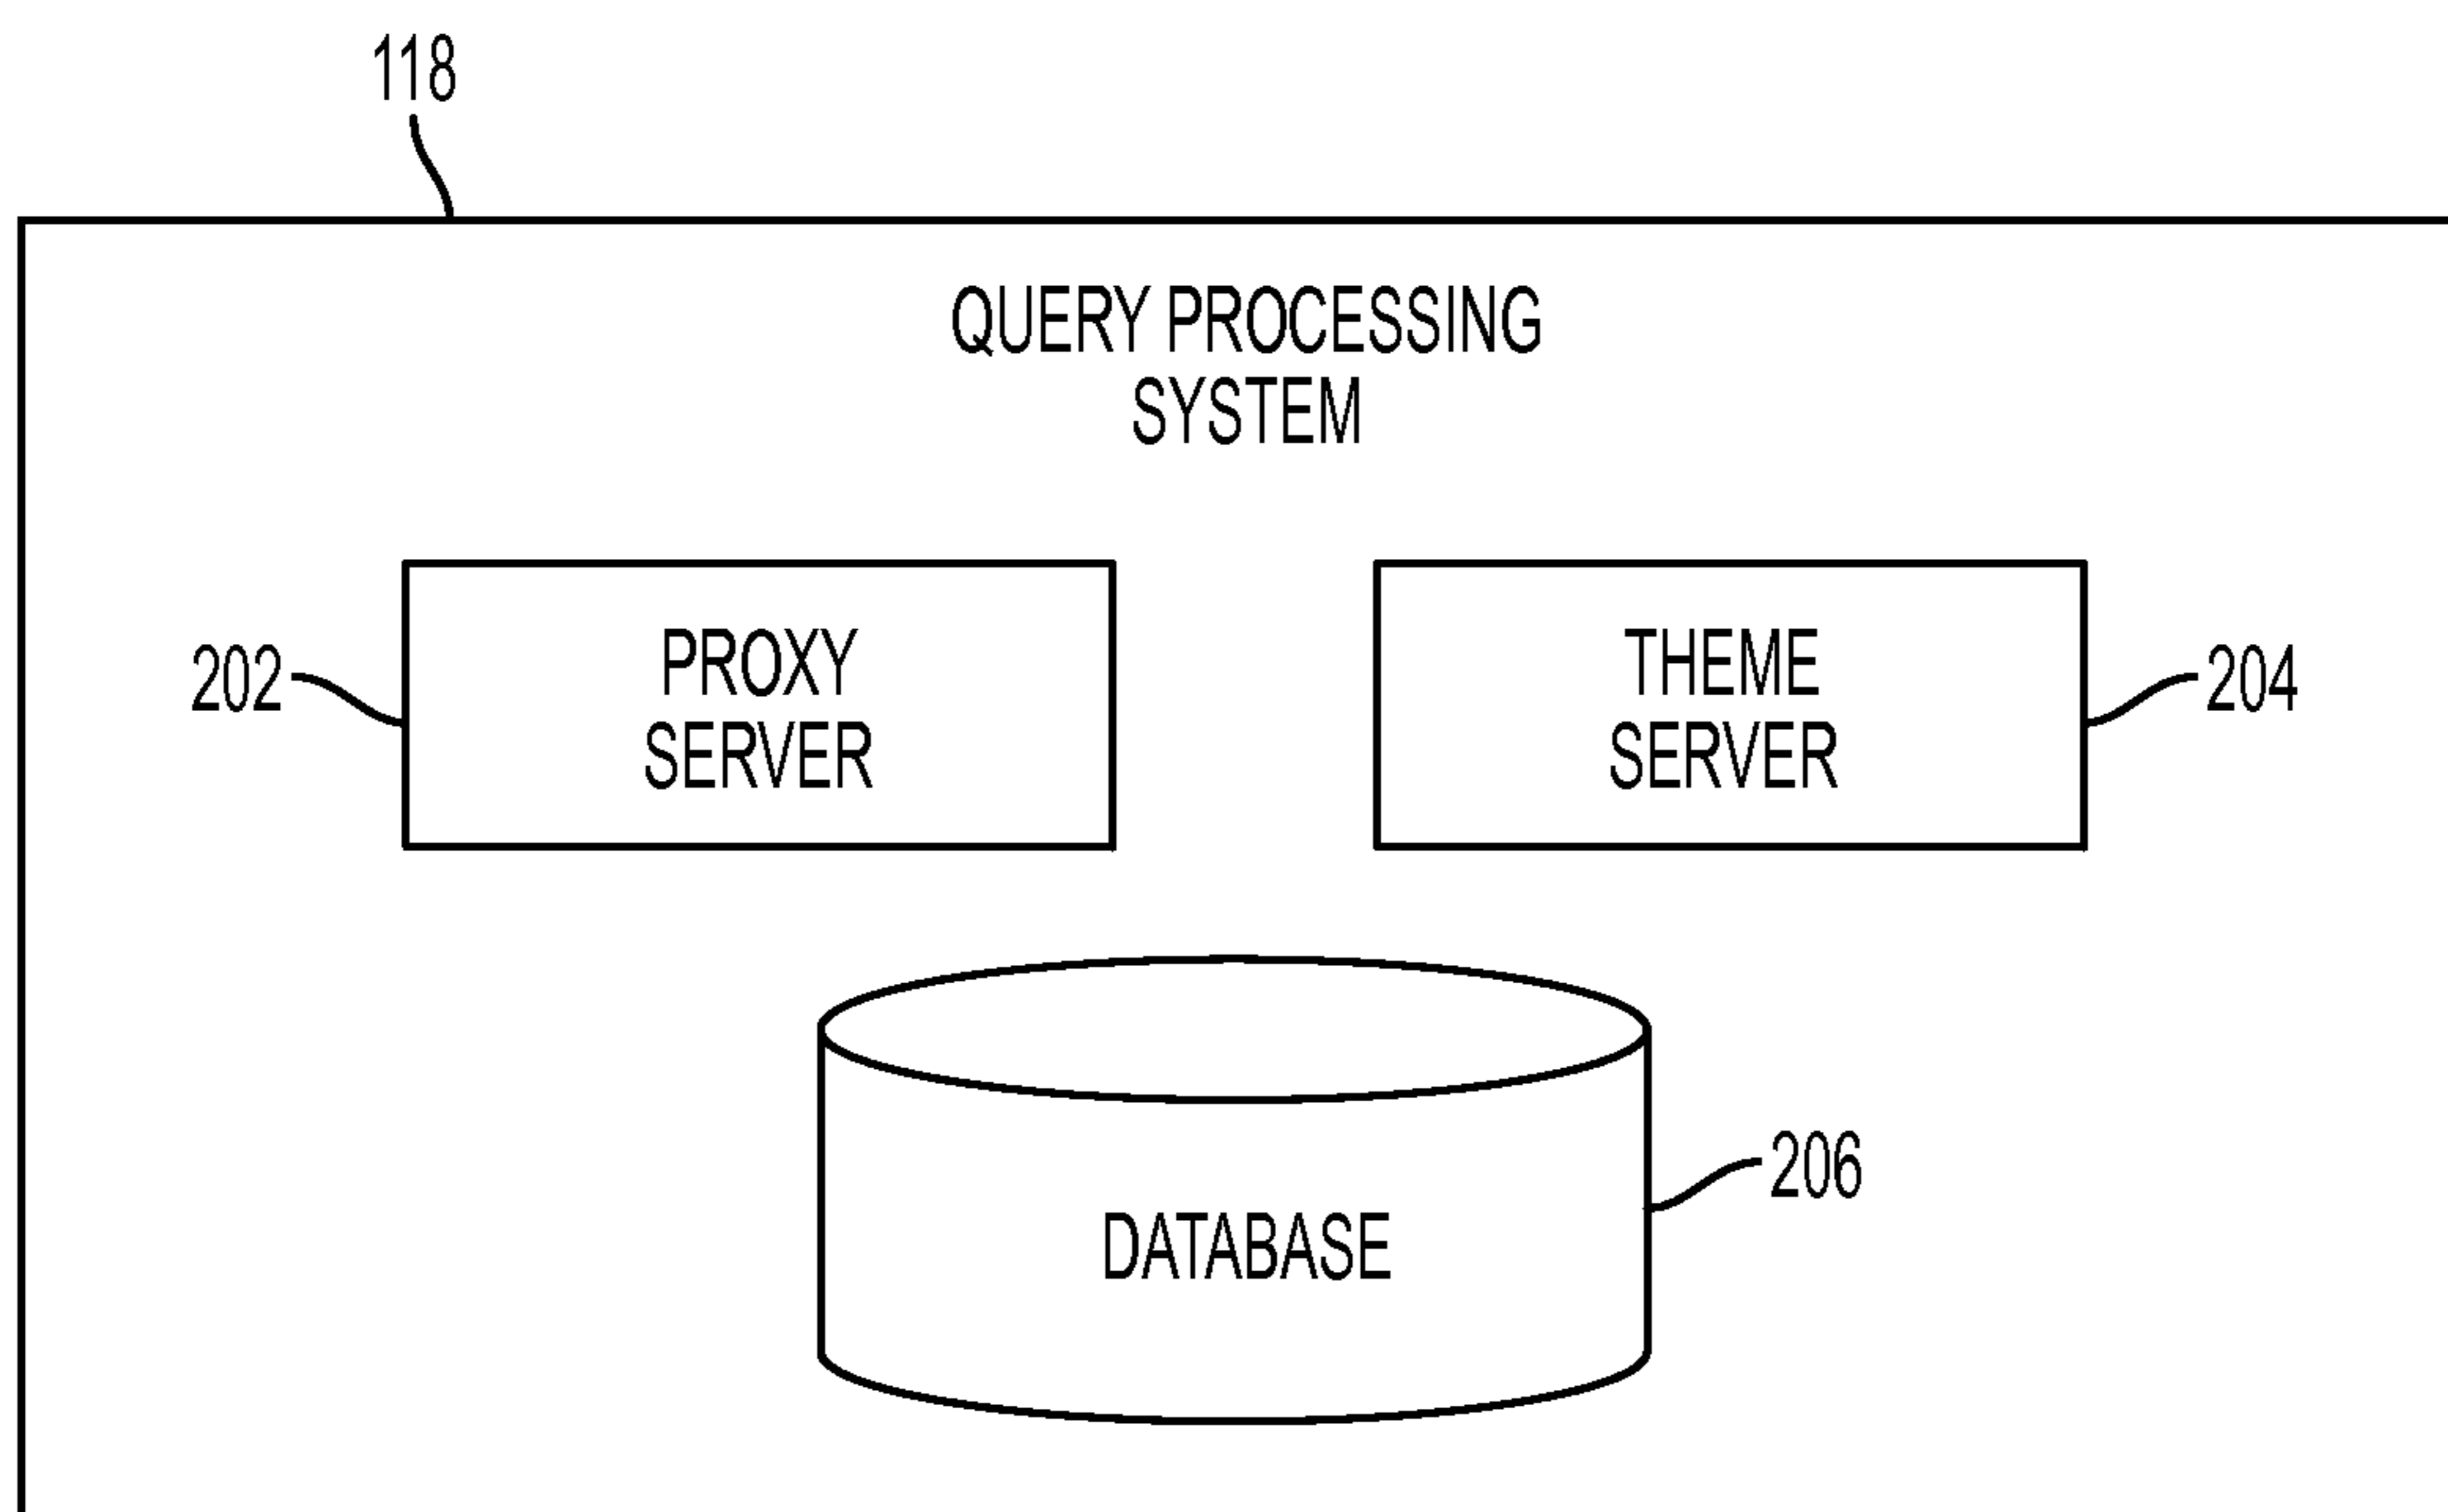 118
QUERY PROCESSING
SYSTEM
PROXY
SERVER
202
THEME
SERVER
204
DATABASE
206